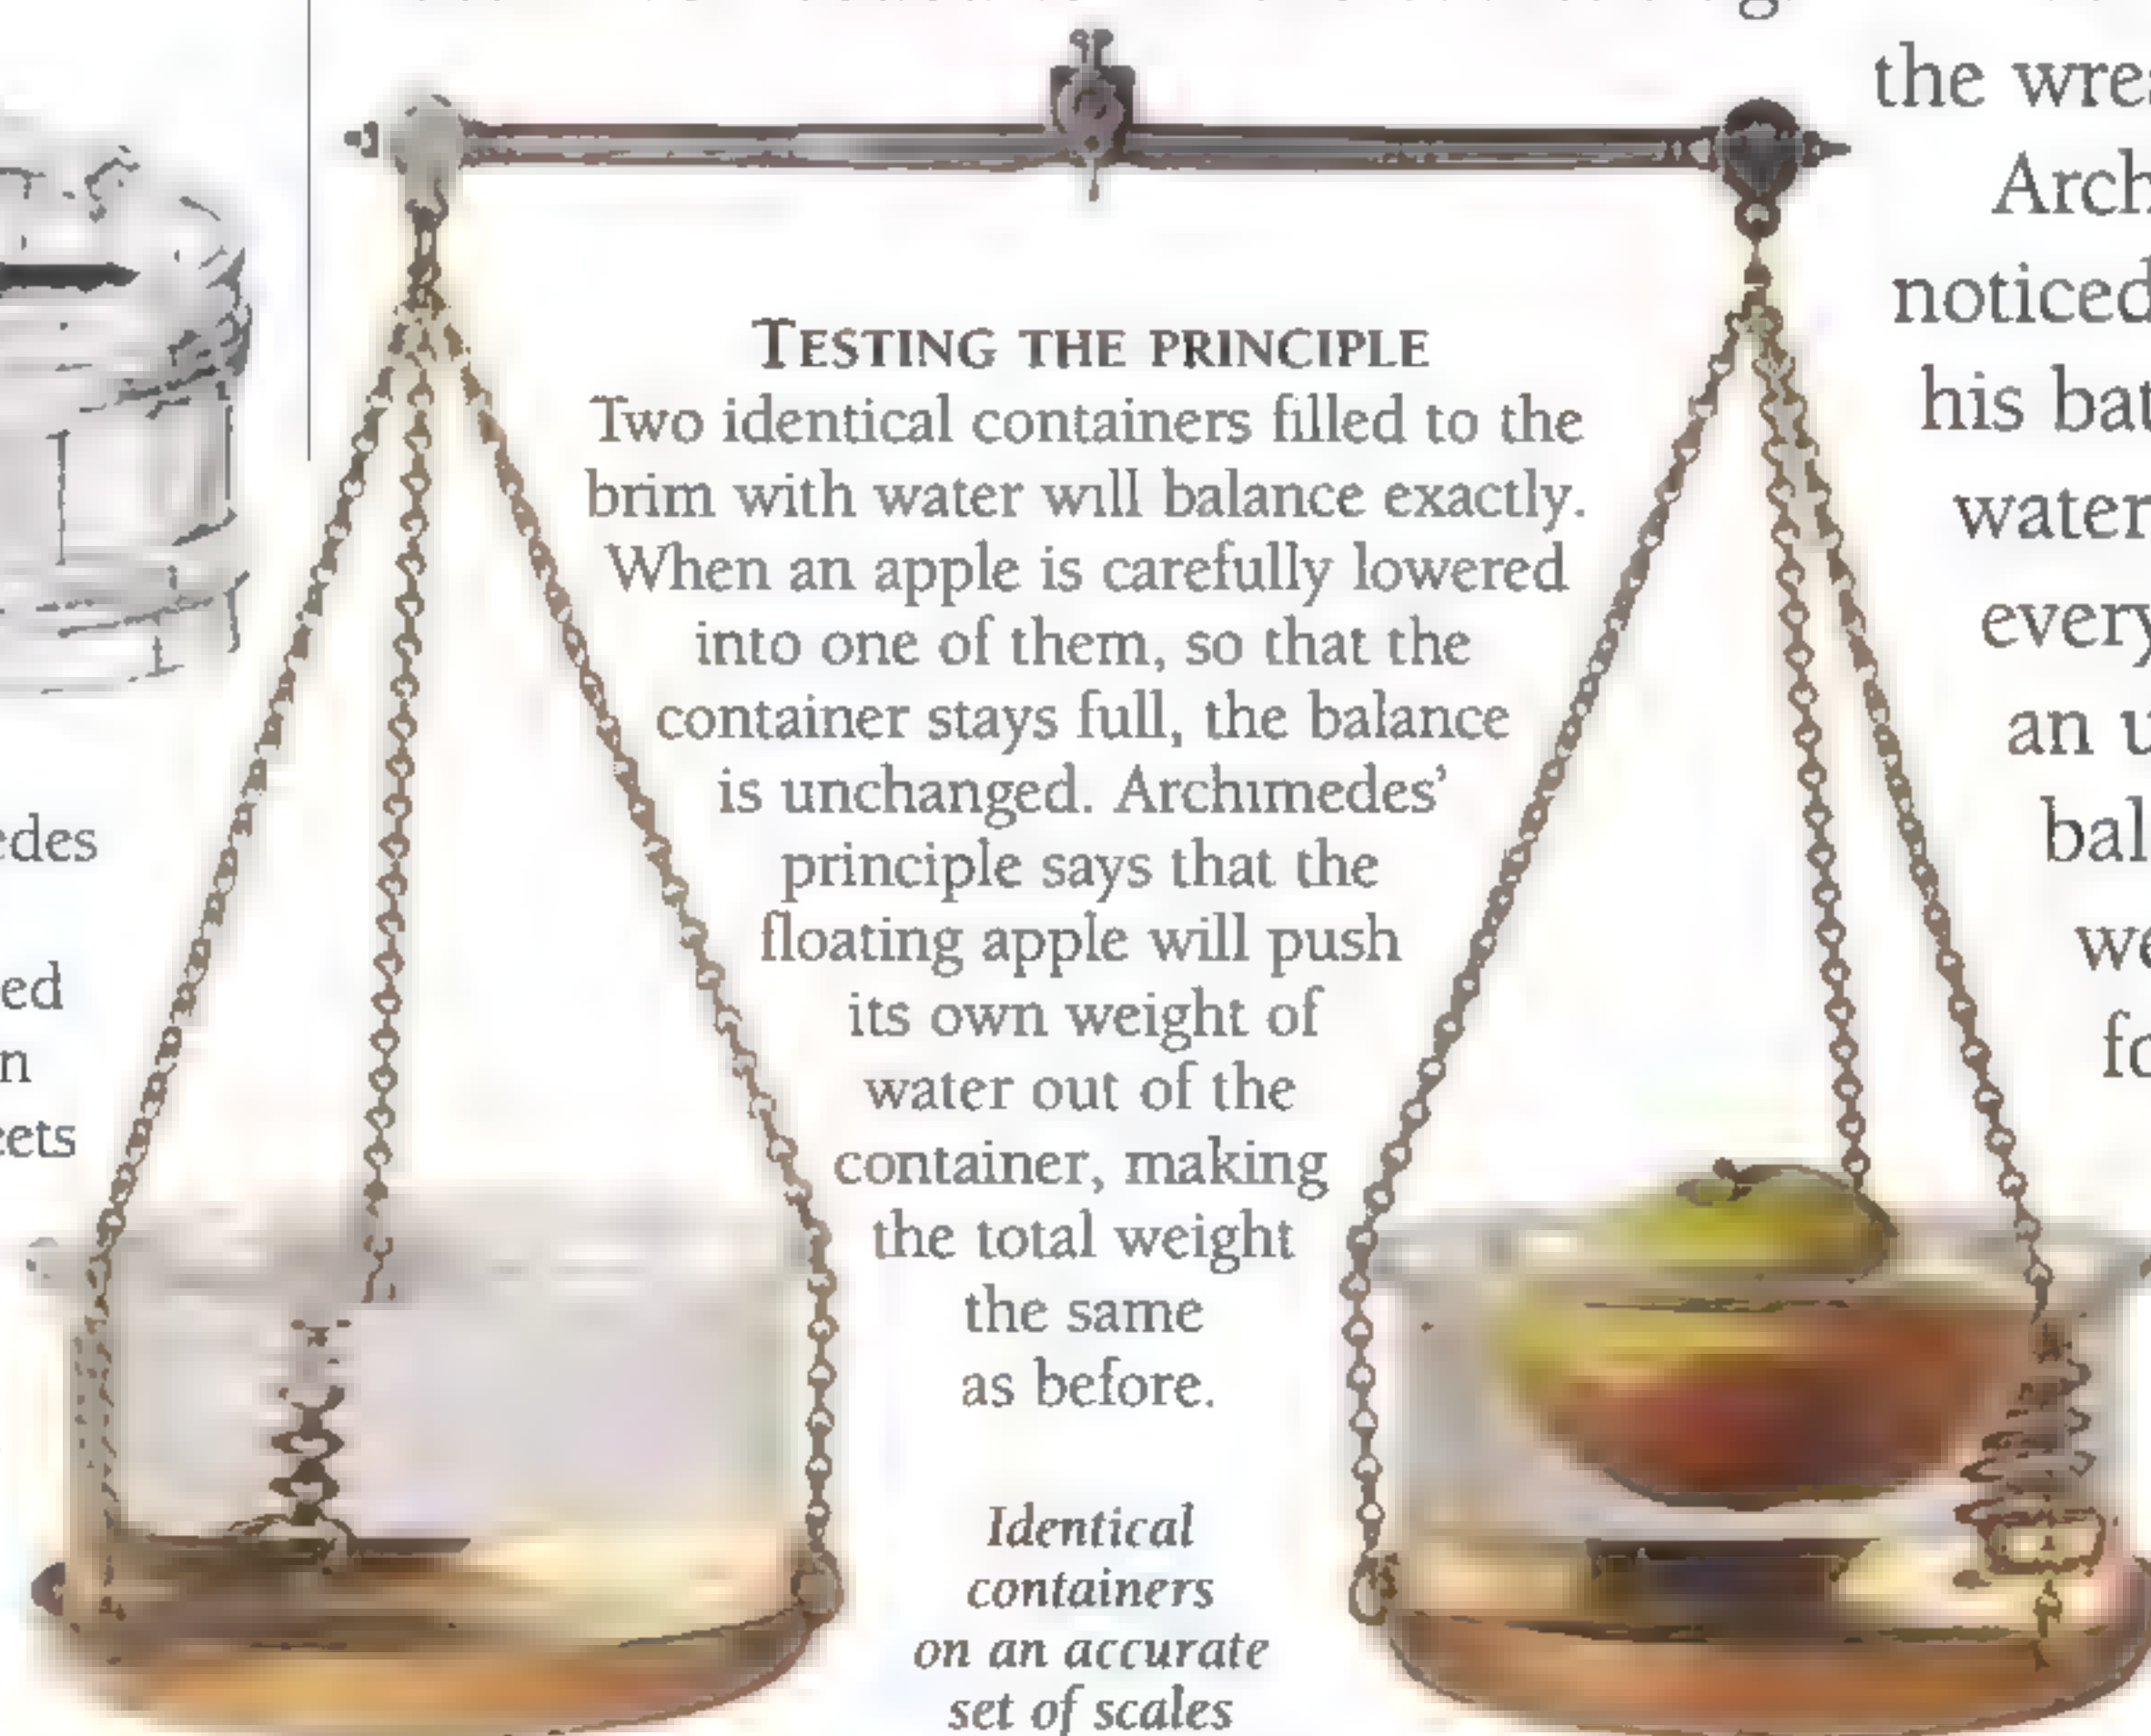 TESTING THE PRINCIPLE
Two identical containers filled to the
brim with water will balance exactly.
When an apple is carefully lowered
into one of them, so that the
container stays full, the balance
is unchanged. Archimedes’
principle says that the
floating apple will push
its own weight of
water out of the
container, making
the total weight
the same
as before.
Identical
containers
on an accurate
set of scales
edes
ed
n
eets
the wre
Arch
noticed
his bat
water
every
an u
bal
we
fo